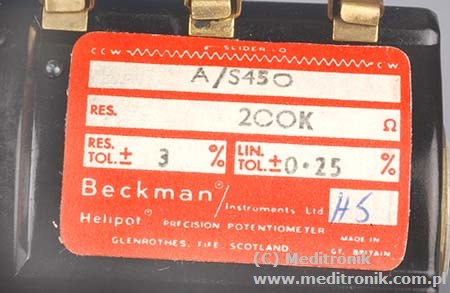 SLIDER
CCW CW
A/S450
RES. 200K Ω
RES. TOL. ± 3 % LIN. TOL. ± 0·25 %
Beckman® / Instruments Ltd HS
Helipot® PRECISION POTENTIOMETER MADE IN
GLENROTHES, FIFE, SCOTLAND GT. BRITAIN
(C) Meditronik
www.meditronik.com.pl